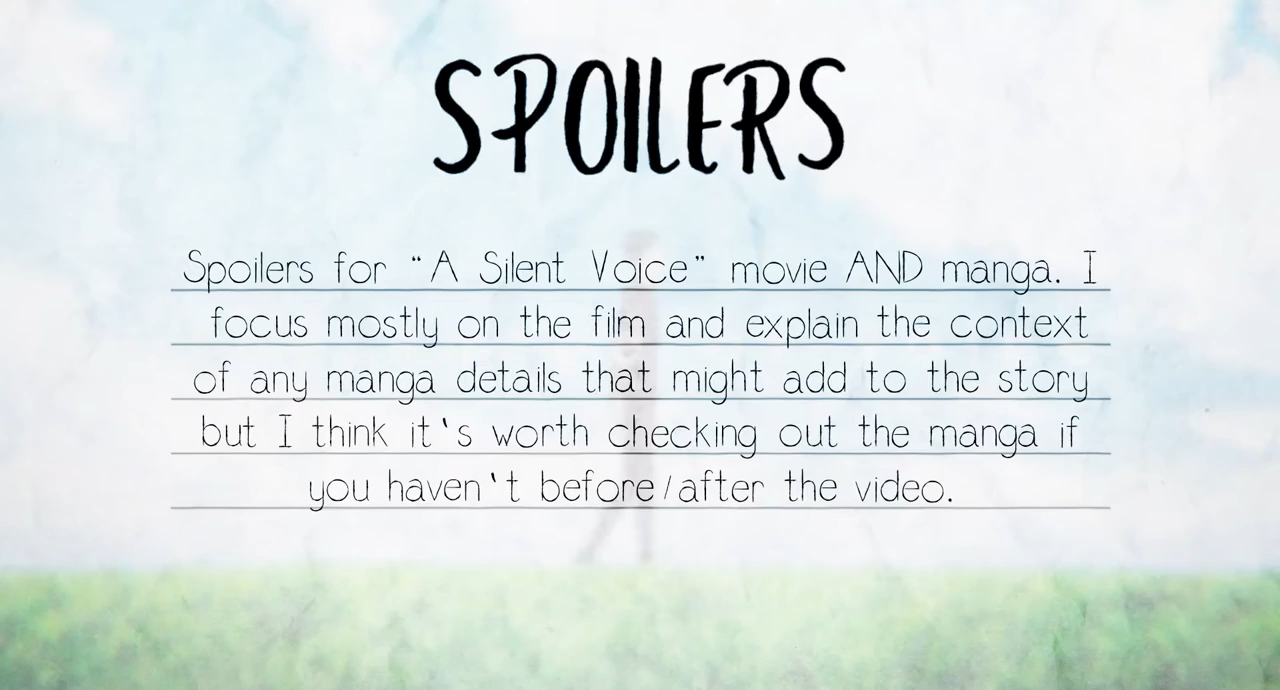 SPOILERS
Spoilers for “A Silent Voice” movie AND manga. I
focus mostly on the film and explain the context
of any manga details that might add to the story
but I think it's worth checking out the manga if
you haven't before/after the video.